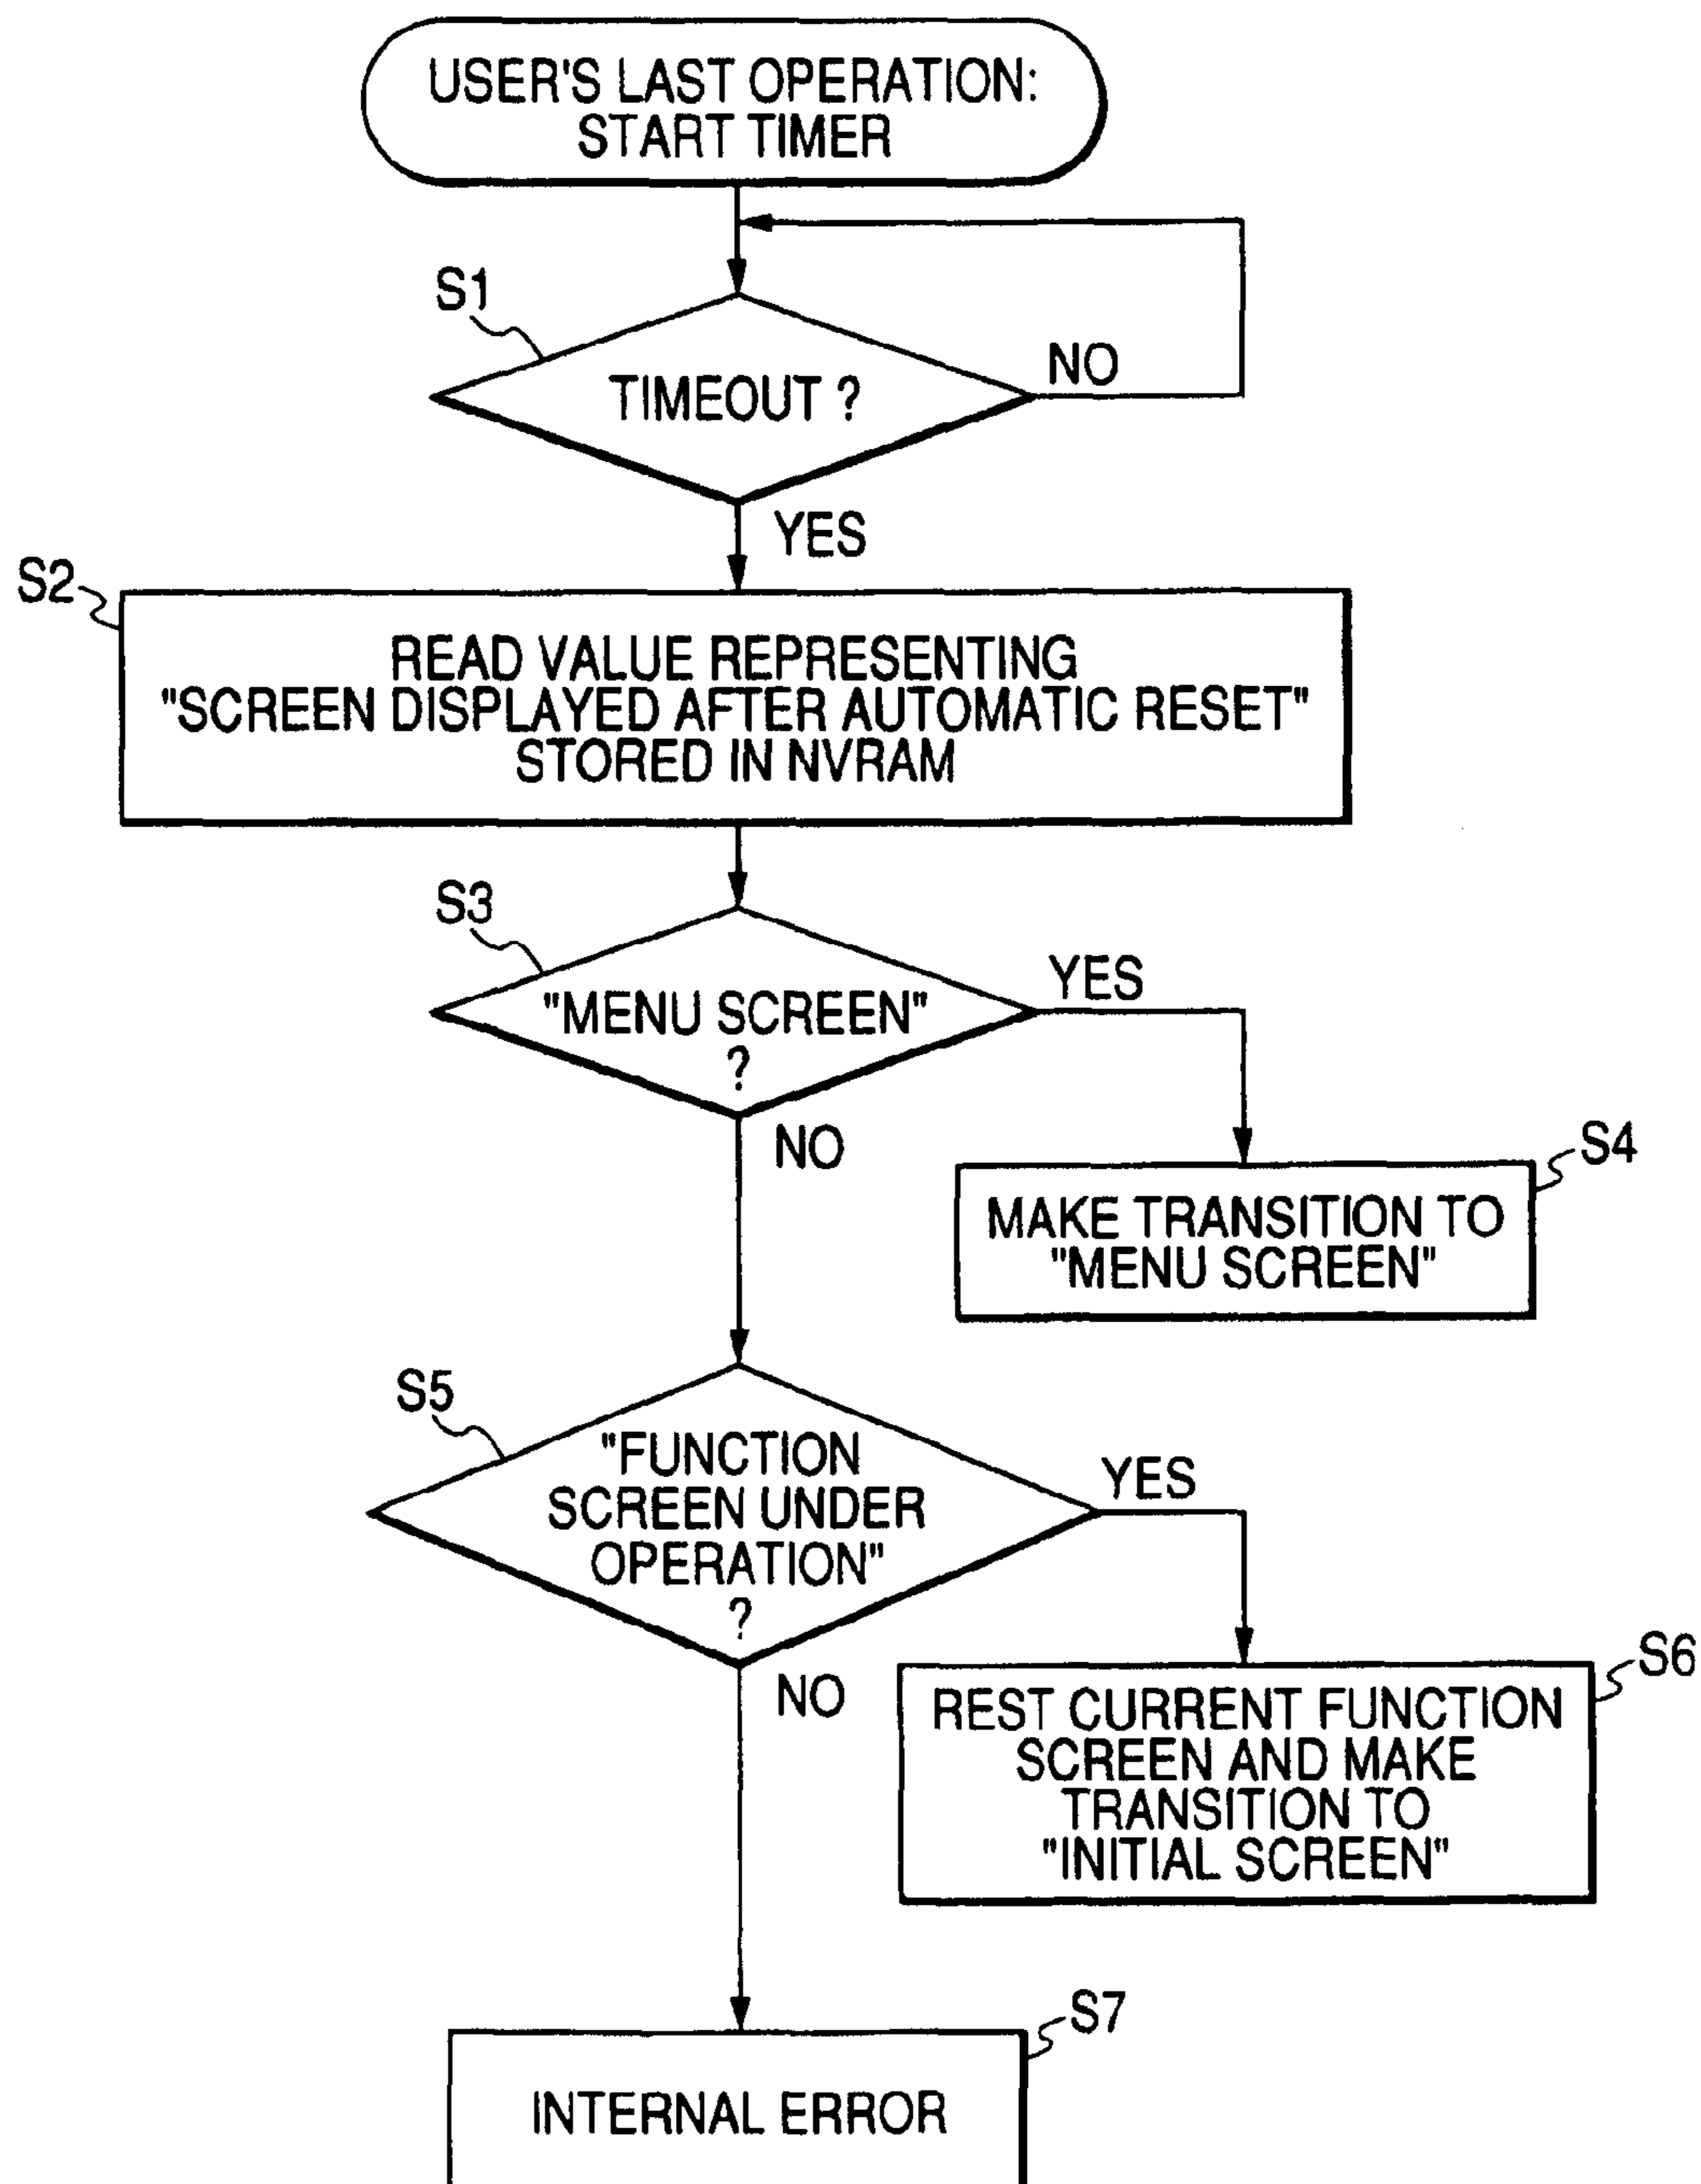 USER'S LAST OPERATION:
START TIMER
S1
TIMEOUT ?
NO
YES
S2
READ VALUE REPRESENTING
"SCREEN DISPLAYED AFTER AUTOMATIC RESET"
STORED IN NVRAM
S3
"MENU SCREEN"
?
YES
NO
S4
MAKE TRANSITION TO
"MENU SCREEN"
S5
"FUNCTION
SCREEN UNDER
OPERATION"
?
YES
NO
S6
REST CURRENT FUNCTION
SCREEN AND MAKE
TRANSITION TO
"INITIAL SCREEN"
S7
INTERNAL ERROR